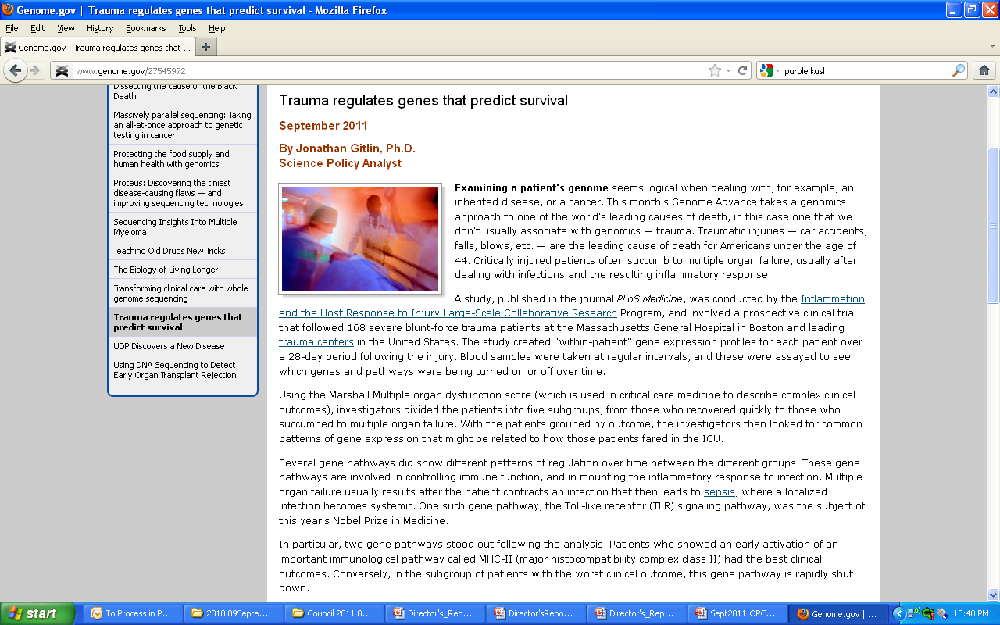 Genome.gov | Trauma regulates genes that predict survival - Mozilla Firefox
File Edit View History Bookmarks Tools Help
Genome.gov | Trauma regulates genes that ...
www.genome.gov/27545972
purple kush
Dissecting the cause of the Black
Death
Massively parallel sequencing: Taking
an all-at-once approach to genetic
testing in cancer
Protecting the food supply and
human health with genomics
Proteus: Discovering the tiniest
disease-causing flaws — and
improving sequencing technologies
Sequencing Insights Into Multiple
Myeloma
Teaching Old Drugs New Tricks
The Biology of Living Longer
Transforming clinical care with whole
genome sequencing
Trauma regulates genes that
predict survival
UDP Discovers a New Disease
Using DNA Sequencing to Detect
Early Organ Transplant Rejection
Trauma regulates genes that predict survival
September 2011
By Jonathan Gitlin, Ph.D.
Science Policy Analyst
Examining a patient's genome seems logical when dealing with, for example, an
inherited disease, or a cancer. This month's Genome Advance takes a genomics
approach to one of the world's leading causes of death, in this case one that we
don't usually associate with genomics — trauma. Traumatic injuries — car accidents,
falls, blows, etc. — are the leading cause of death for Americans under the age of
44. Critically injured patients often succumb to multiple organ failure, usually after
dealing with infections and the resulting inflammatory response.
A study, published in the journal PLoS Medicine, was conducted by the Inflammation
and the Host Response to Injury Large-Scale Collaborative Research Program, and involved a prospective clinical trial
that followed 168 severe blunt-force trauma patients at the Massachusetts General Hospital in Boston and leading
trauma centers in the United States. The study created "within-patient" gene expression profiles for each patient over
a 28-day period following the injury. Blood samples were taken at regular intervals, and these were assayed to see
which genes and pathways were being turned on or off over time.
Using the Marshall Multiple organ dysfunction score (which is used in critical care medicine to describe complex clinical
outcomes), investigators divided the patients into five subgroups, from those who recovered quickly to those who
succumbed to multiple organ failure. With the patients grouped by outcome, the investigators then looked for common
patterns of gene expression that might be related to how those patients fared in the ICU.
Several gene pathways did show different patterns of regulation over time between the different groups. These gene
pathways are involved in controlling immune function, and in mounting the inflammatory response to infection. Multiple
organ failure usually results after the patient contracts an infection that then leads to sepsis, where a localized
infection becomes systemic. One such gene pathway, the Toll-like receptor (TLR) signaling pathway, was the subject of
this year's Nobel Prize in Medicine.
In particular, two gene pathways stood out following the analysis. Patients who showed an early activation of an
important immunological pathway called MHC-II (major histocompatibility complex class II) had the best clinical
outcomes. Conversely, in the subgroup of patients with the worst clinical outcome, this gene pathway is rapidly shut
down.
start To Process in P... 2010 09Septe... Council 2011 0... Director's_Rep... Director'sRepo... Director's_Rep... Sept2011.OPC... Genome.gov | ... 10:48 PM